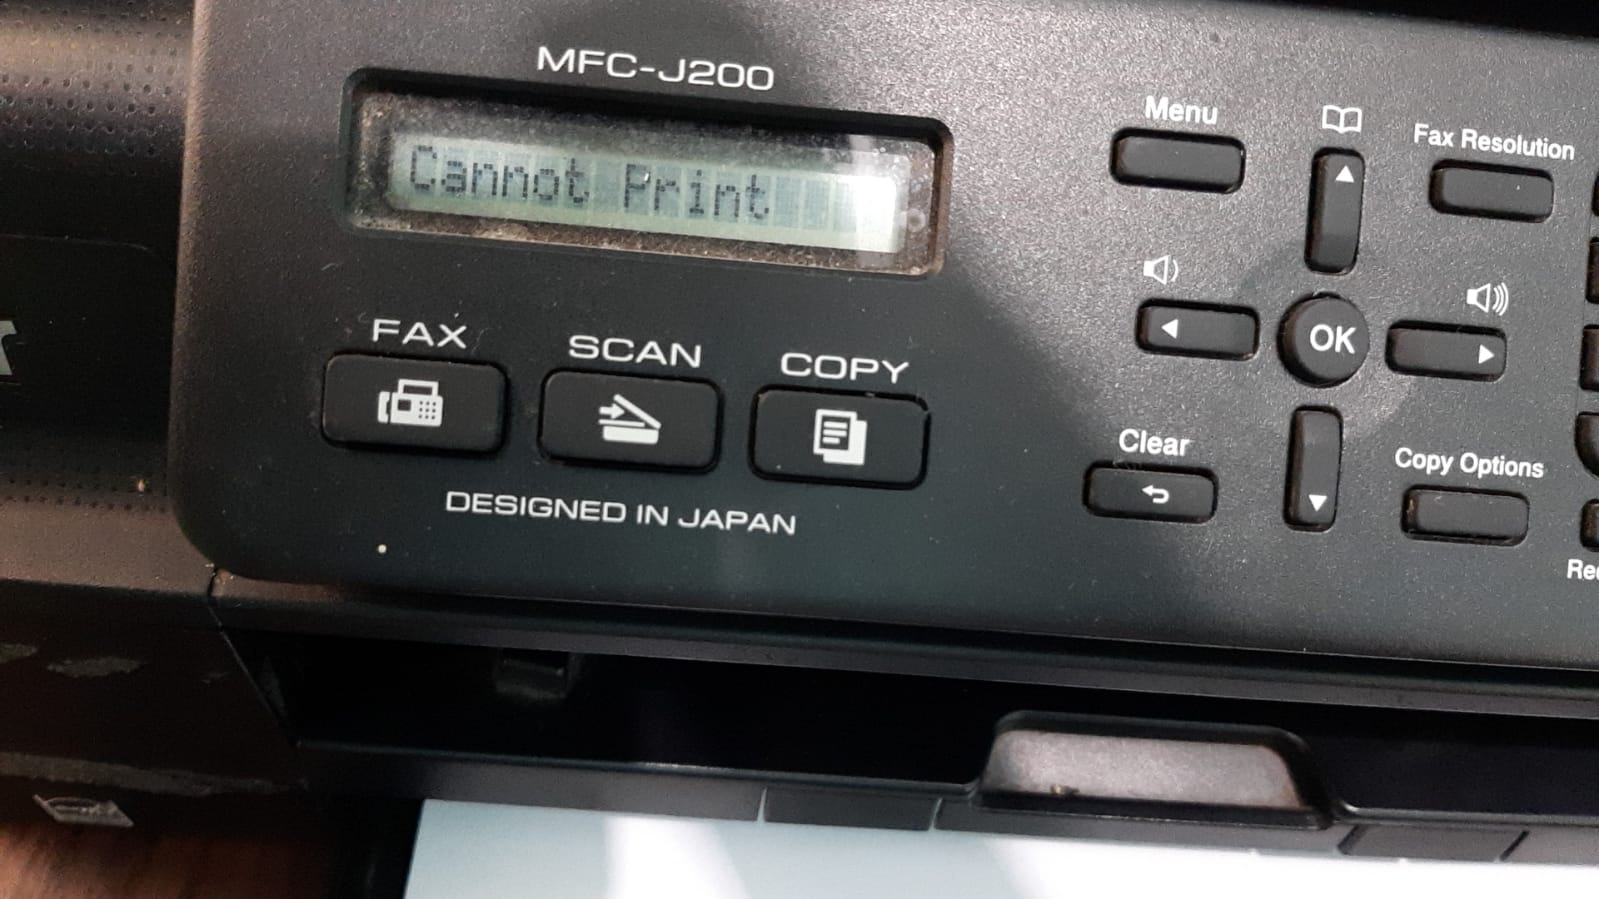 MFC-J200
Cannot Print
Menu
Fax Resolution
FAX
SCAN
COPY
OK
Clear
Copy Options
DESIGNED IN JAPAN